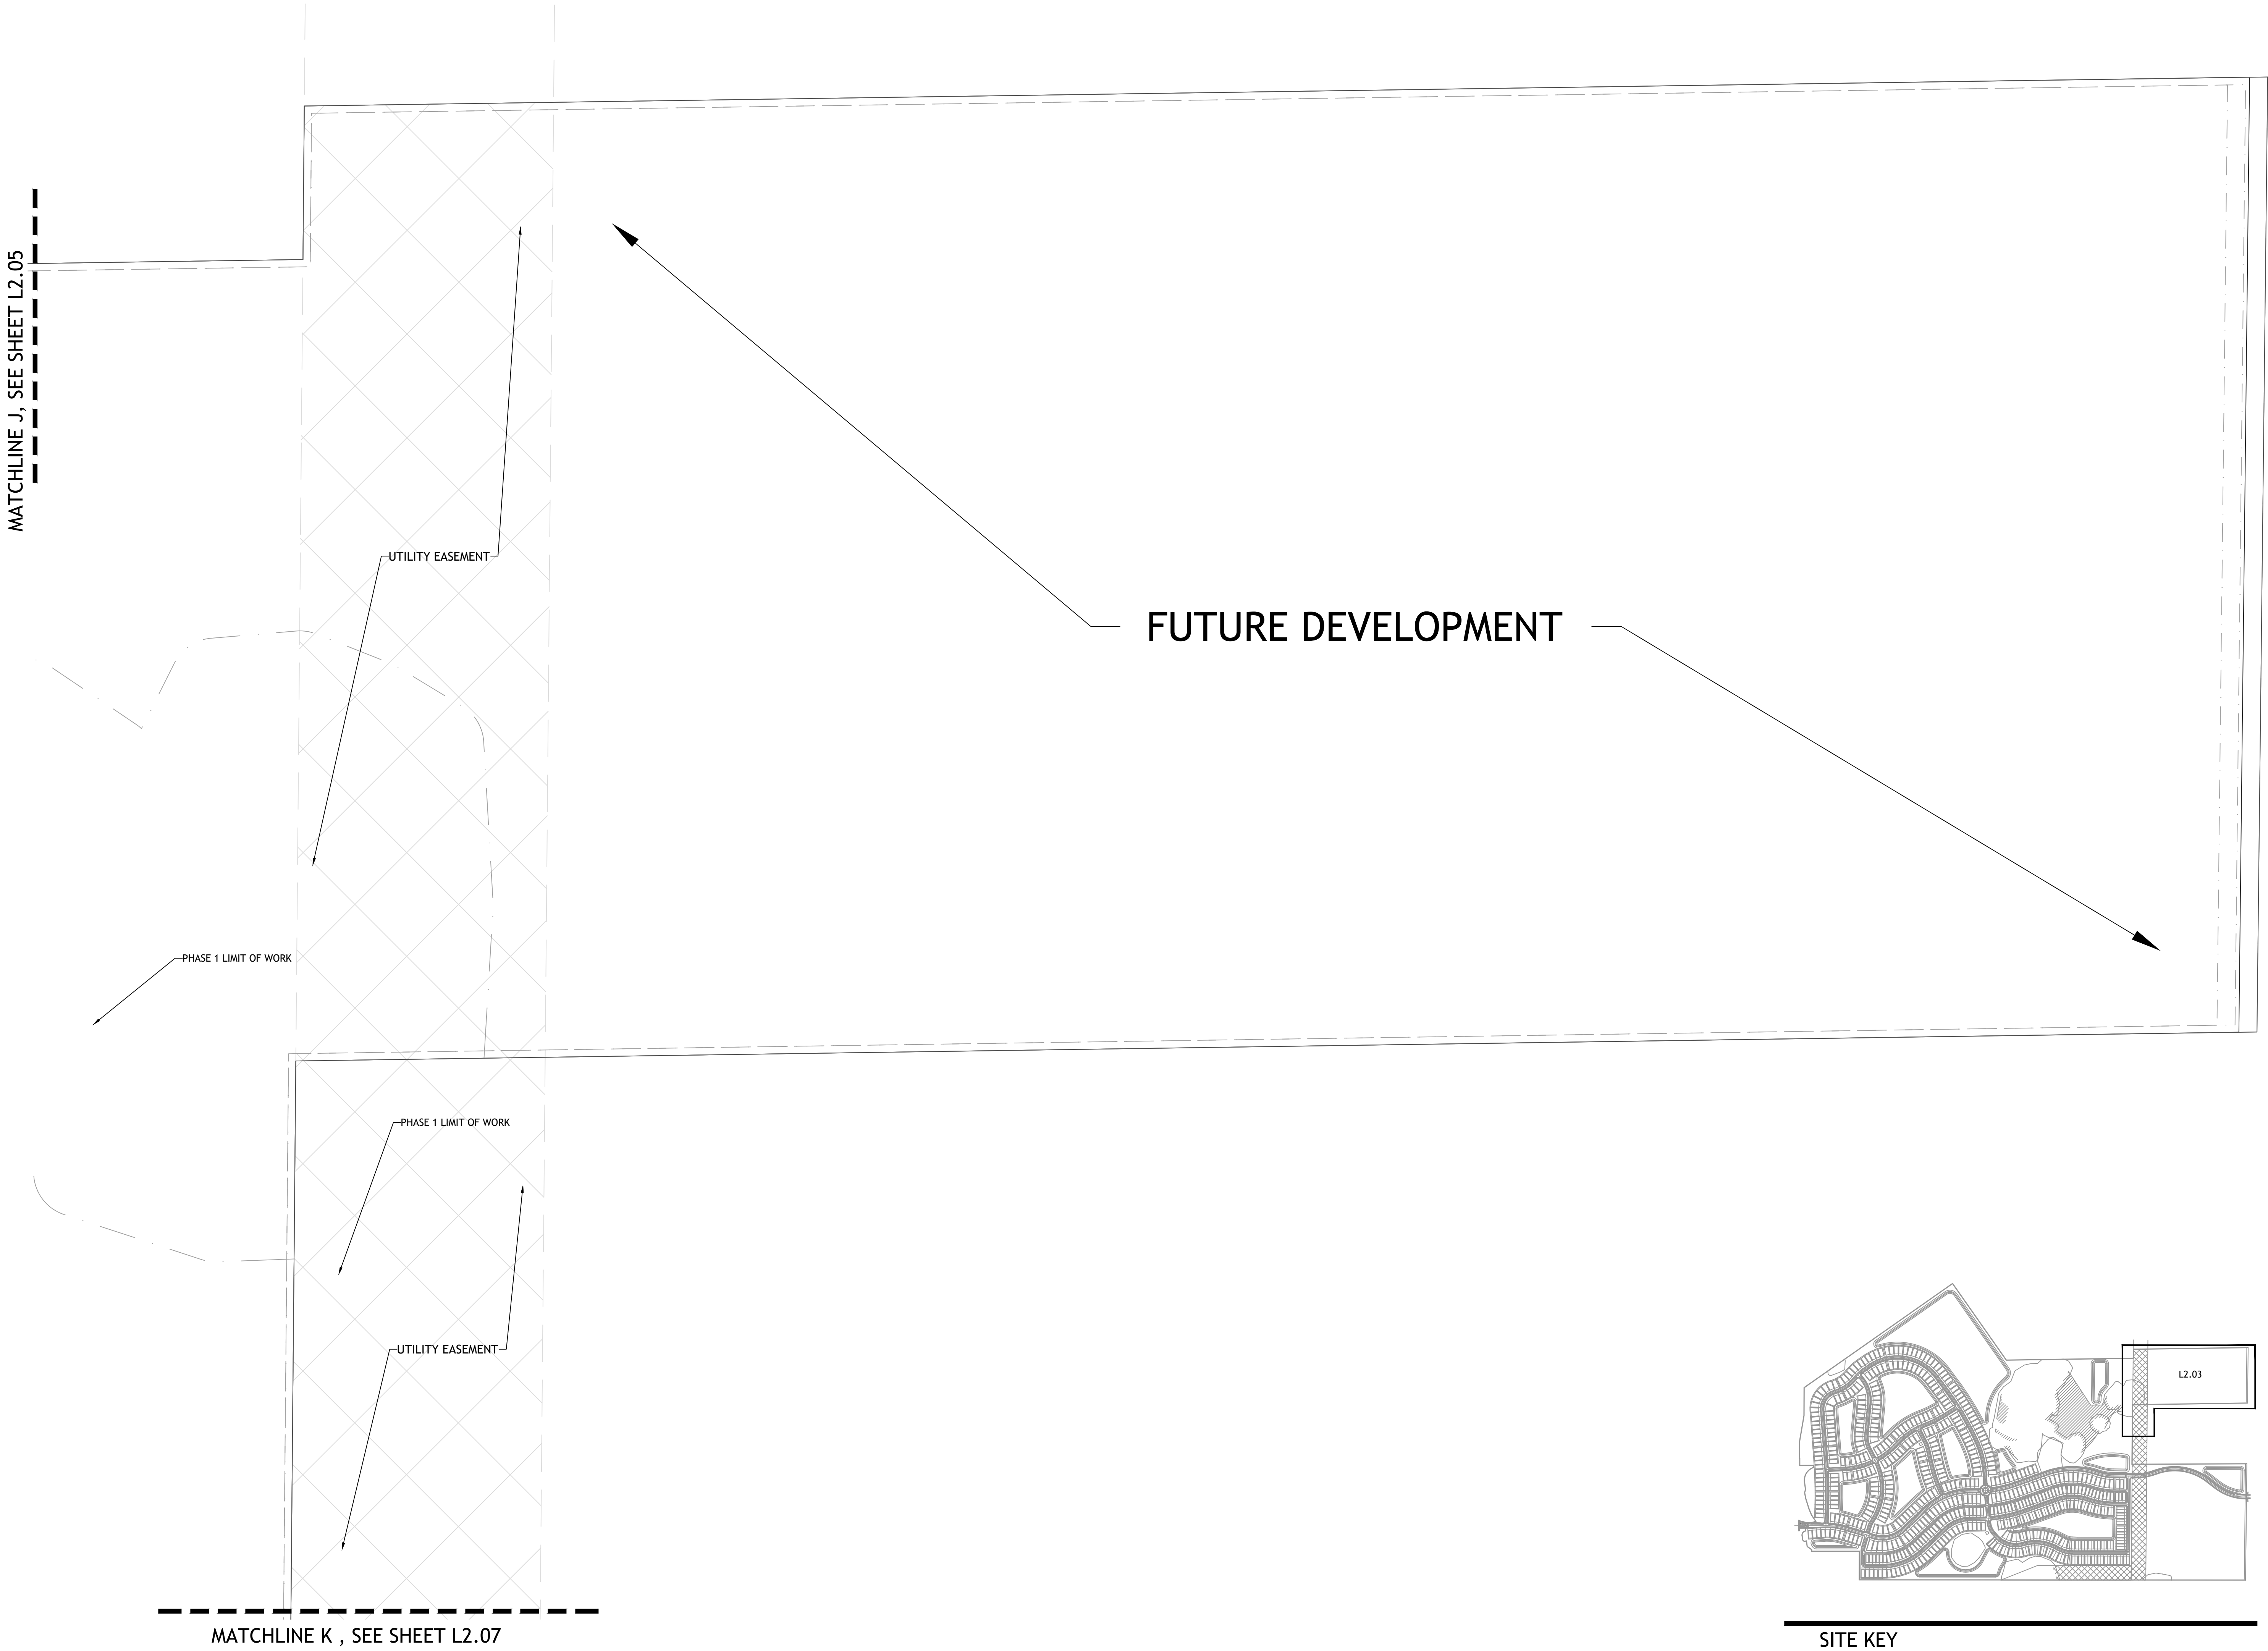 MATCHLINE J, SEE SHEET L2.05
UTILITY EASEMENT
FUTURE DEVELOPMENT
PHASE 1 LIMIT OF WORK
PHASE 1 LIMIT OF WORK
UTILITY EASEMENT
L2.03
MATCHLINE K , SEE SHEET L2.07
SITE KEY